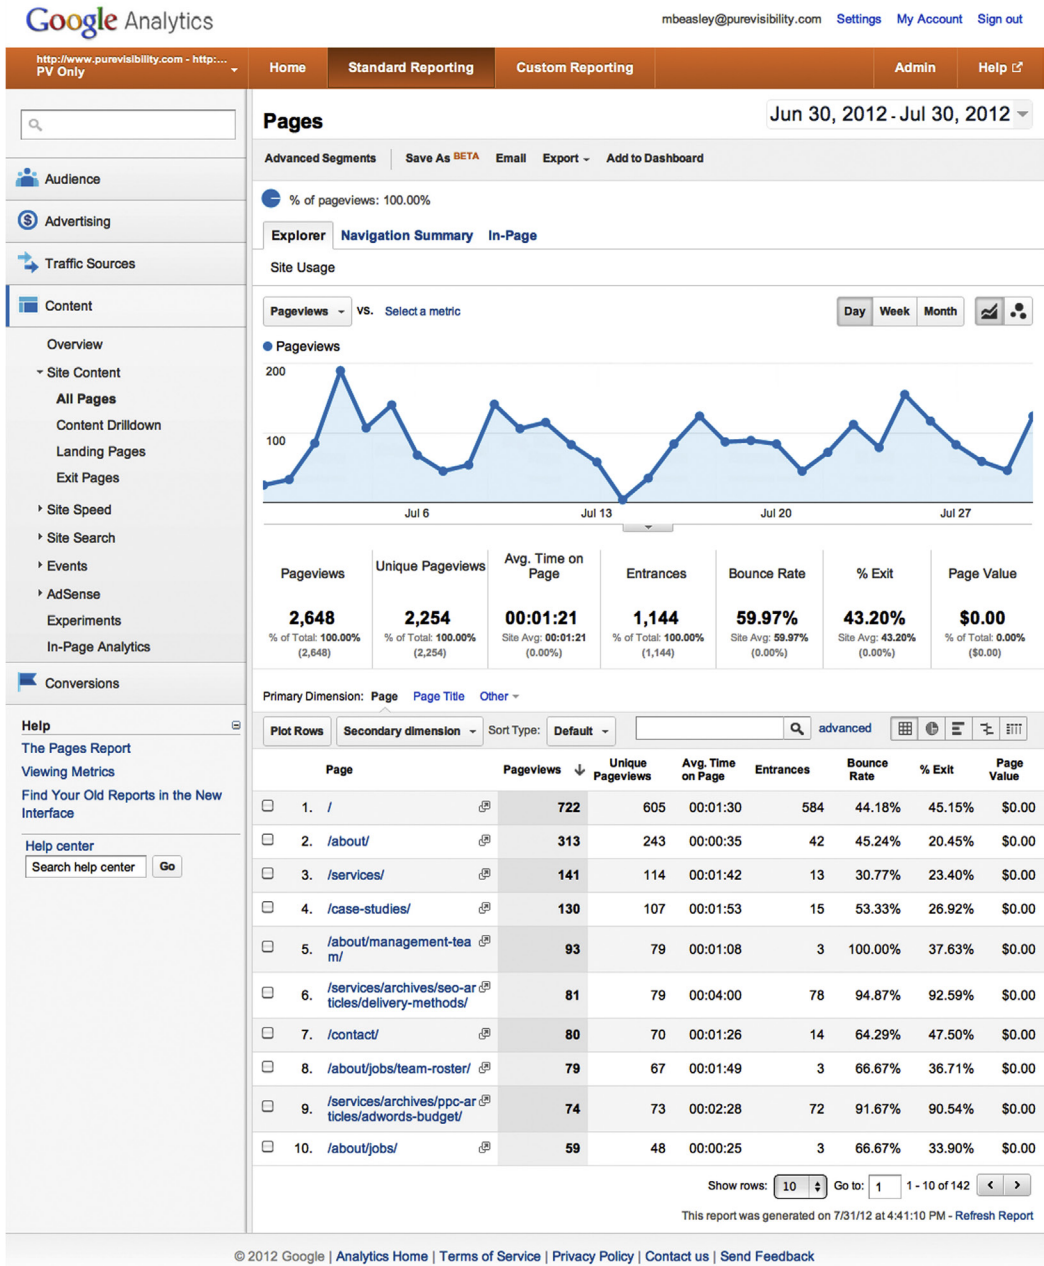 Google Analytics
mbeasley@purevisibility.com Settings My Account Sign out
http://www.purevisibility.com - http:...
PV Only
Home Standard Reporting Custom Reporting Admin Help
Pages
Jun 30, 2012 - Jul 30, 2012
Advanced Segments Save As BETA Email Export Add to Dashboard
% of pageviews: 100.00%
Explorer Navigation Summary In-Page
Site Usage
Pageviews VS. Select a metric
Day Week Month
Pageviews
200
100
Jul 6 Jul 13 Jul 20 Jul 27
Audience
Advertising
Traffic Sources
Content
Overview
Site Content
All Pages
Content Drilldown
Landing Pages
Exit Pages
Site Speed
Site Search
Events
AdSense
Experiments
In-Page Analytics
Conversions
Help
The Pages Report
Viewing Metrics
Find Your Old Reports in the New
Interface
Help center
Search help center Go
Pageviews
2,648
% of Total: 100.00%
(2,648)
Unique Pageviews
2,254
% of Total: 100.00%
(2,254)
Avg. Time on
Page
00:01:21
Site Avg: 00:01:21
(0.00%)
Entrances
1,144
% of Total: 100.00%
(1,144)
Bounce Rate
59.97%
Site Avg: 59.97%
(0.00%)
% Exit
43.20%
Site Avg: 43.20%
(0.00%)
Page Value
$0.00
% of Total: 0.00%
($0.00)
Primary Dimension: Page Page Title Other
Plot Rows Secondary dimension Sort Type: Default advanced
Page Pageviews Unique Pageviews Avg. Time on Page Entrances Bounce Rate % Exit Page Value
1. / 722 605 00:01:30 584 44.18% 45.15% $0.00
2. /about/ 313 243 00:00:35 42 45.24% 20.45% $0.00
3. /services/ 141 114 00:01:42 13 30.77% 23.40% $0.00
4. /case-studies/ 130 107 00:01:53 15 53.33% 26.92% $0.00
5. /about/management-tea
m/ 93 79 00:01:08 3 100.00% 37.63% $0.00
6. /services/archives/seo-ar
ticles/delivery-methods/ 81 79 00:04:00 78 94.87% 92.59% $0.00
7. /contact/ 80 70 00:01:26 14 64.29% 47.50% $0.00
8. /about/jobs/team-roster/ 79 67 00:01:49 3 66.67% 36.71% $0.00
9. /services/archives/ppc-ar
ticles/adwords-budget/ 74 73 00:02:28 72 91.67% 90.54% $0.00
10. /about/jobs/ 59 48 00:00:25 3 66.67% 33.90% $0.00
Show rows: 10 Go to: 1 1 - 10 of 142
This report was generated on 7/31/12 at 4:41:10 PM - Refresh Report
© 2012 Google | Analytics Home | Terms of Service | Privacy Policy | Contact us | Send Feedback